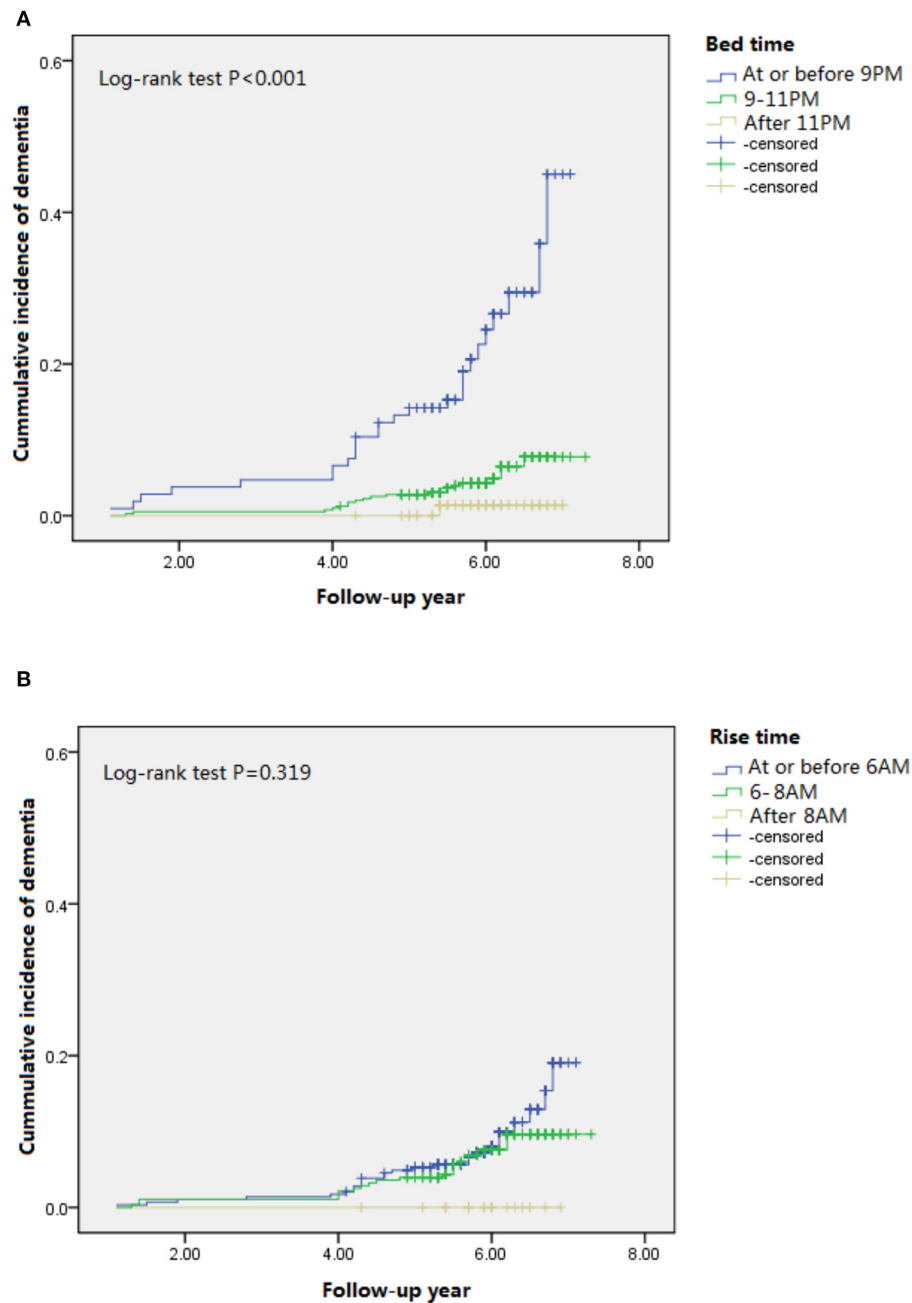 A
Log-rank test P<0.001
Bed time
At or before 9PM
9-11PM
After 11PM
-censored
-censored
-censored
Cummulative incidence of dementia
0.6
0.4
0.2
0.0
2.00 4.00 6.00 8.00
Follow-up year
B
Log-rank test P=0.319
Rise time
At or before 6AM
6-8AM
After 8AM
-censored
-censored
-censored
Cummulative incidence of dementia
0.6
0.4
0.2
0.0
2.00 4.00 6.00 8.00
Follow-up year